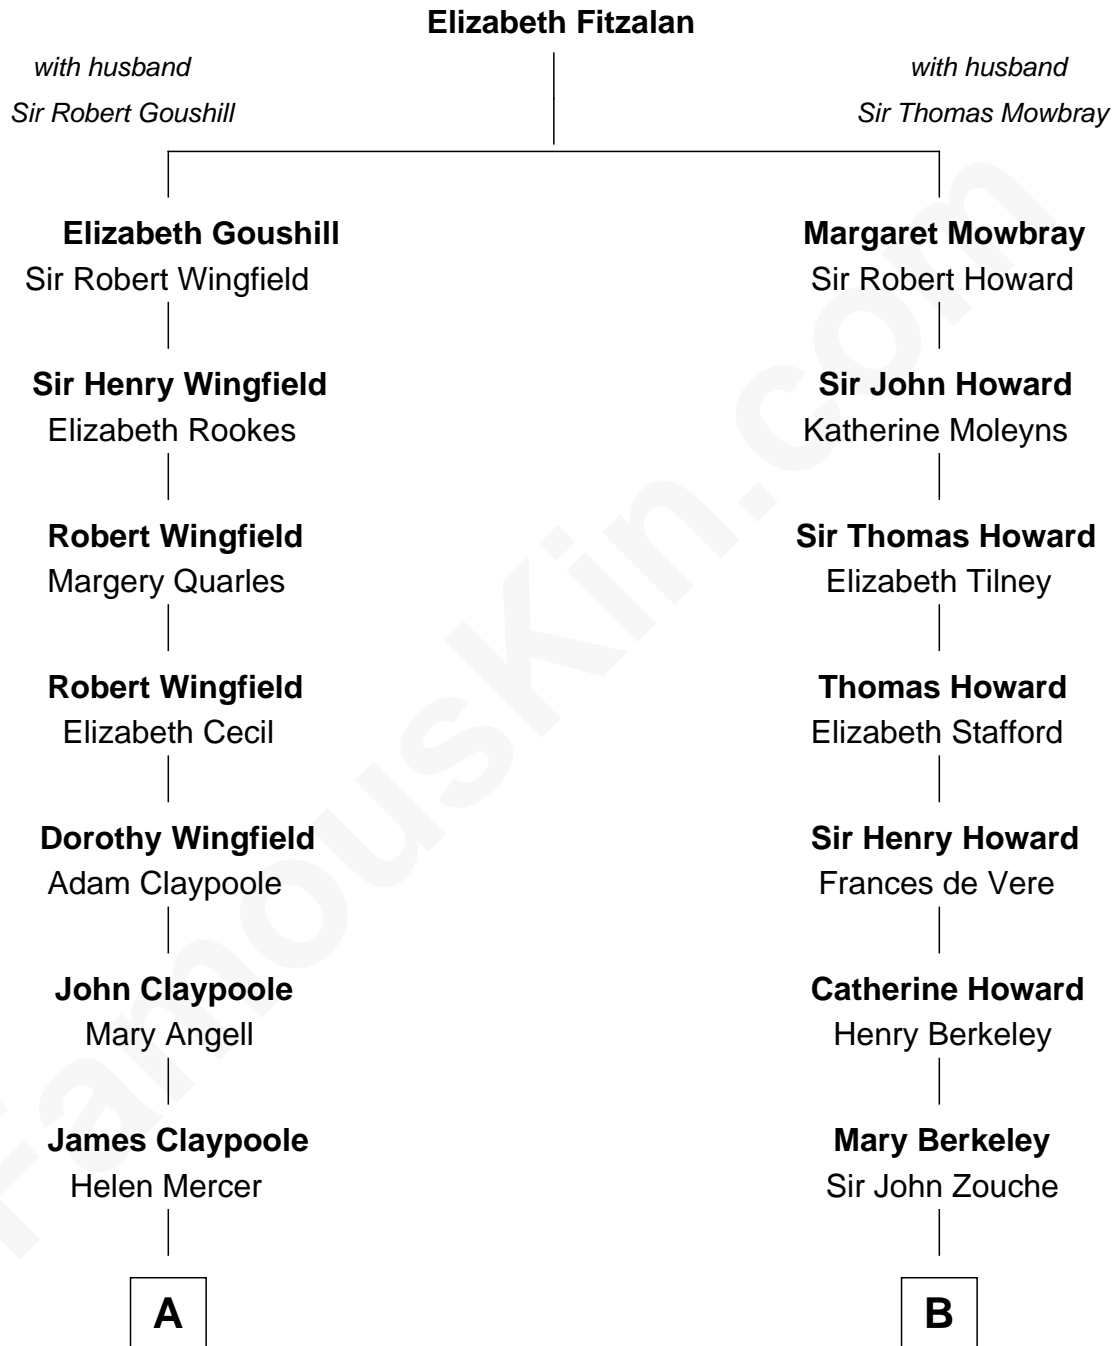 Elizabeth Fitzalan
with husband
Sir Robert Goushill
with husband
Sir Thomas Mowbray
Elizabeth Goushill
Sir Robert Wingfield
Margaret Mowbray
Sir Robert Howard
Sir Henry Wingfield
Elizabeth Rookes
Sir John Howard
Katherine Moleyns
Robert Wingfield
Margery Quarles
Sir Thomas Howard
Elizabeth Tilney
Robert Wingfield
Elizabeth Cecil
Thomas Howard
Elizabeth Stafford
Dorothy Wingfield
Adam Claypoole
Sir Henry Howard
Frances de Vere
John Claypoole
Mary Angell
Catherine Howard
Henry Berkeley
James Claypoole
Helen Mercer
Mary Berkeley
Sir John Zouche
A
B
FamousKin.com